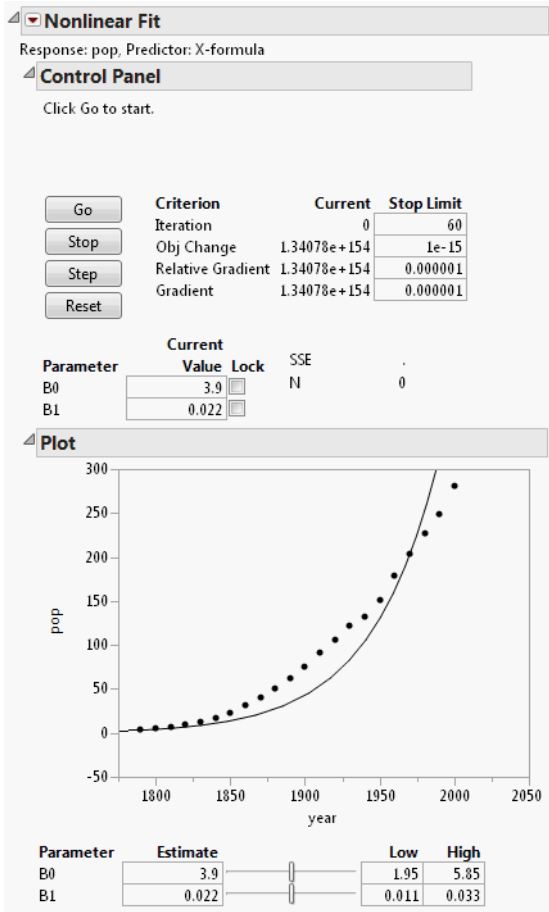 Nonlinear Fit
Response: pop, Predictor: X-formula
Control Panel
Click Go to start.
Go
Stop
Step
Reset
Criterion Current Stop Limit
Iteration 0 60
Obj Change 1.34078e+154 1e-15
Relative Gradient 1.34078e+154 0.000001
Gradient 1.34078e+154 0.000001
Current
Parameter Value Lock
B0 3.9
B1 0.022
SSE .
N 0
Plot
300
250
200
150
100
50
0
-50
pop
1800 1850 1900 1950 2000 2050
year
Parameter Estimate Low High
B0 3.9 1.95 5.85
B1 0.022 0.011 0.033